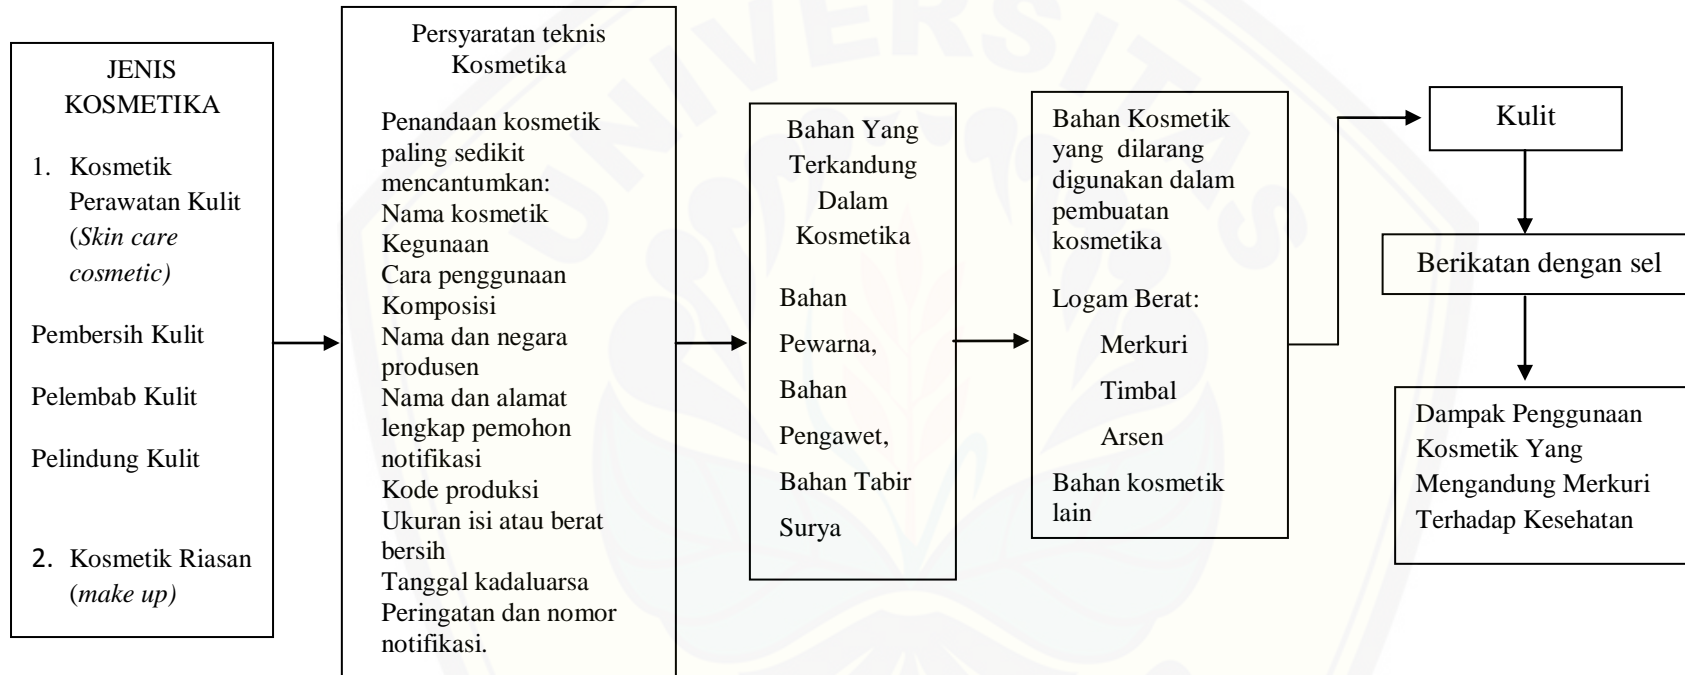 JENIS
KOSMETIKA
1. Kosmetik
Perawatan Kulit
(Skin care
cosmetic)
Pembersih Kulit
Pelembab Kulit
Pelindung Kulit
2. Kosmetik Riasan
(make up)
Persyaratan teknis
Kosmetika
Penandaan kosmetik
paling sedikit
mencantumkan:
Nama kosmetik
Kegunaan
Cara penggunaan
Komposisi
Nama dan negara
produsen
Nama dan alamat
lengkap pemohon
notifikasi
Kode produksi
Ukuran isi atau berat
bersih
Tanggal kadaluarsa
Peringatan dan nomor
notifikasi.
Bahan Yang
Terkandung
Dalam
Kosmetika
Bahan
Pewarna,
Bahan
Pengawet,
Bahan Tabir
Surya
Bahan Kosmetik
yang dilarang
digunakan dalam
pembuatan
kosmetika
Logam Berat:
Merkuri
Timbal
Arsen
Bahan kosmetik
lain
Kulit
Berikatan dengan sel
Dampak Penggunaan
Kosmetik Yang
Mengandung Merkuri
Terhadap Kesehatan
UNIVERSITAS